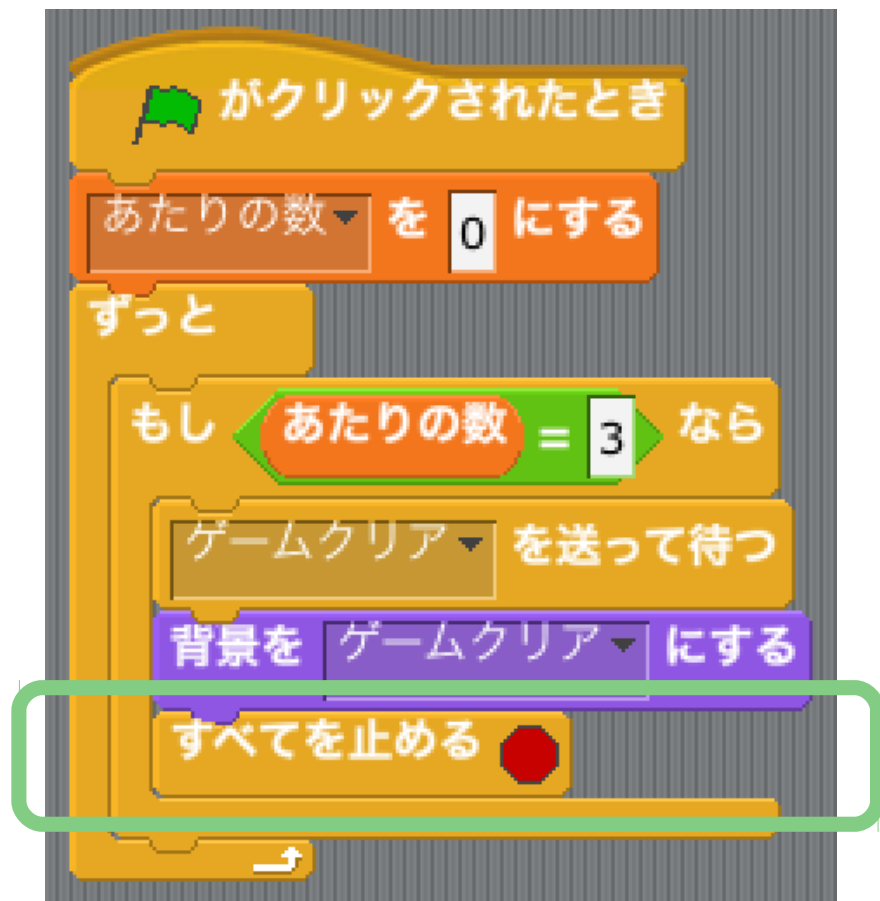 がクリックされたとき
あたりの数 を 0 にする
ずっと
もし あたりの数 = 3 なら
ゲームクリア を送って待つ
背景を ゲームクリア にする
すべてを止める